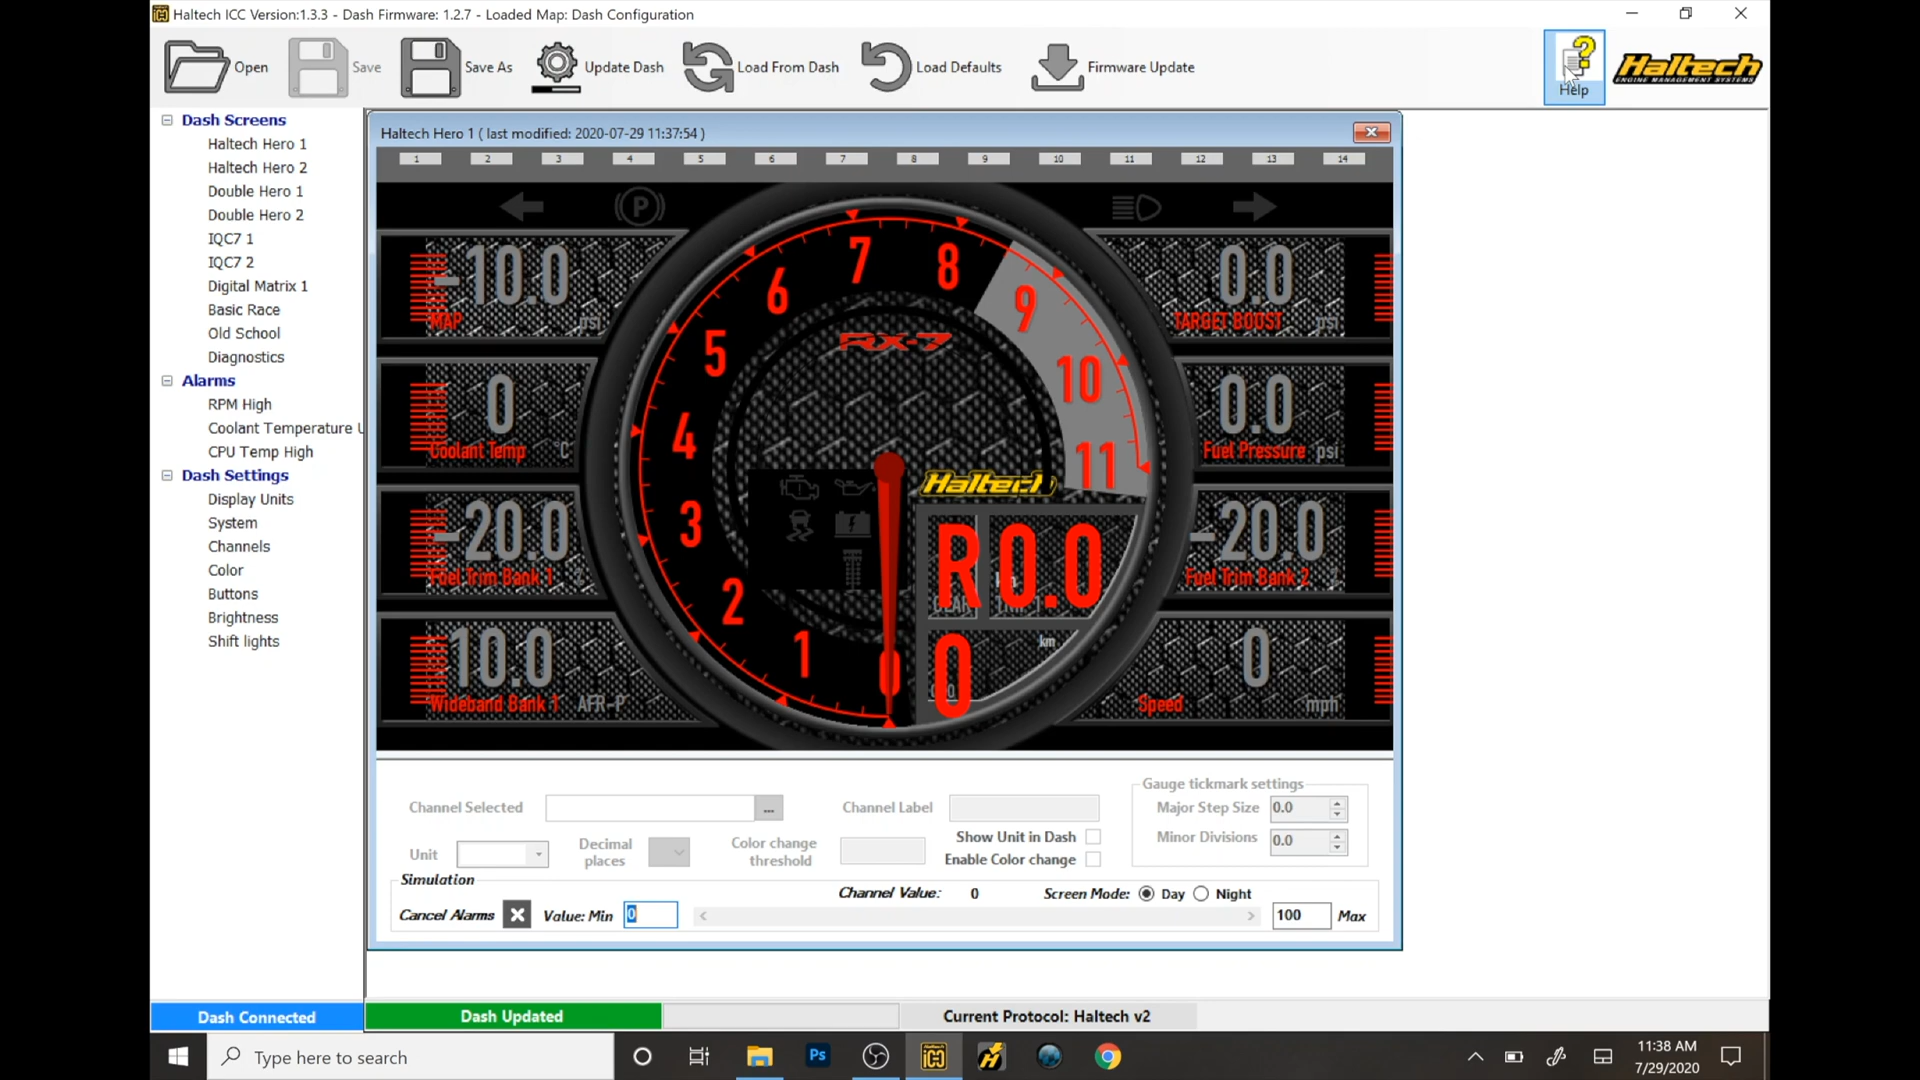 Haltech ICC Version:1.3.3 - Dash Firmware: 1.2.7 - Loaded Map: Dash Configuration
Open
Save
Save As
Update Dash
Load From Dash
Load Defaults
Firmware Update
Help
Haltech
ENGINE MANAGEMENT SYSTEMS
Dash Screens
Haltech Hero 1
Haltech Hero 2
Double Hero 1
Double Hero 2
IQC7 1
IQC7 2
Digital Matrix 1
Basic Race
Old School
Diagnostics
Alarms
RPM High
Coolant Temperature U
CPU Temp High
Dash Settings
Display Units
System
Channels
Color
Buttons
Brightness
Shift lights
Haltech Hero 1 ( last modified: 2020-07-29 11:37:54 )
1 2 3 4 5 6 7 8 9 10 11 12 13 14
P
-10.0
MAP psi
0
Coolant Temp °C
-20.0
Fuel Trim Bank 1
10.0
Wideband Bank 1 AFR-P
0 1 2 3 4 5 6 7 8 9 10 11
RX-7
Haltech
R 0.0
GEAR
km
0
km
0.0
TARGET BOOST psi
0.0
Fuel Pressure psi
-20.0
Fuel Trim Bank 2
0
Speed mph
Channel Selected ...
Channel Label
Unit
Decimal places
Color change threshold
Show Unit in Dash
Enable Color change
Gauge tickmark settings
Major Step Size 0.0
Minor Divisions 0.0
Simulation
Channel Value: 0
Screen Mode: Day Night
Cancel Alarms
Value: Min 0
100 Max
Dash Connected
Dash Updated
Current Protocol: Haltech v2
Type here to search
Ps
11:38 AM
7/29/2020